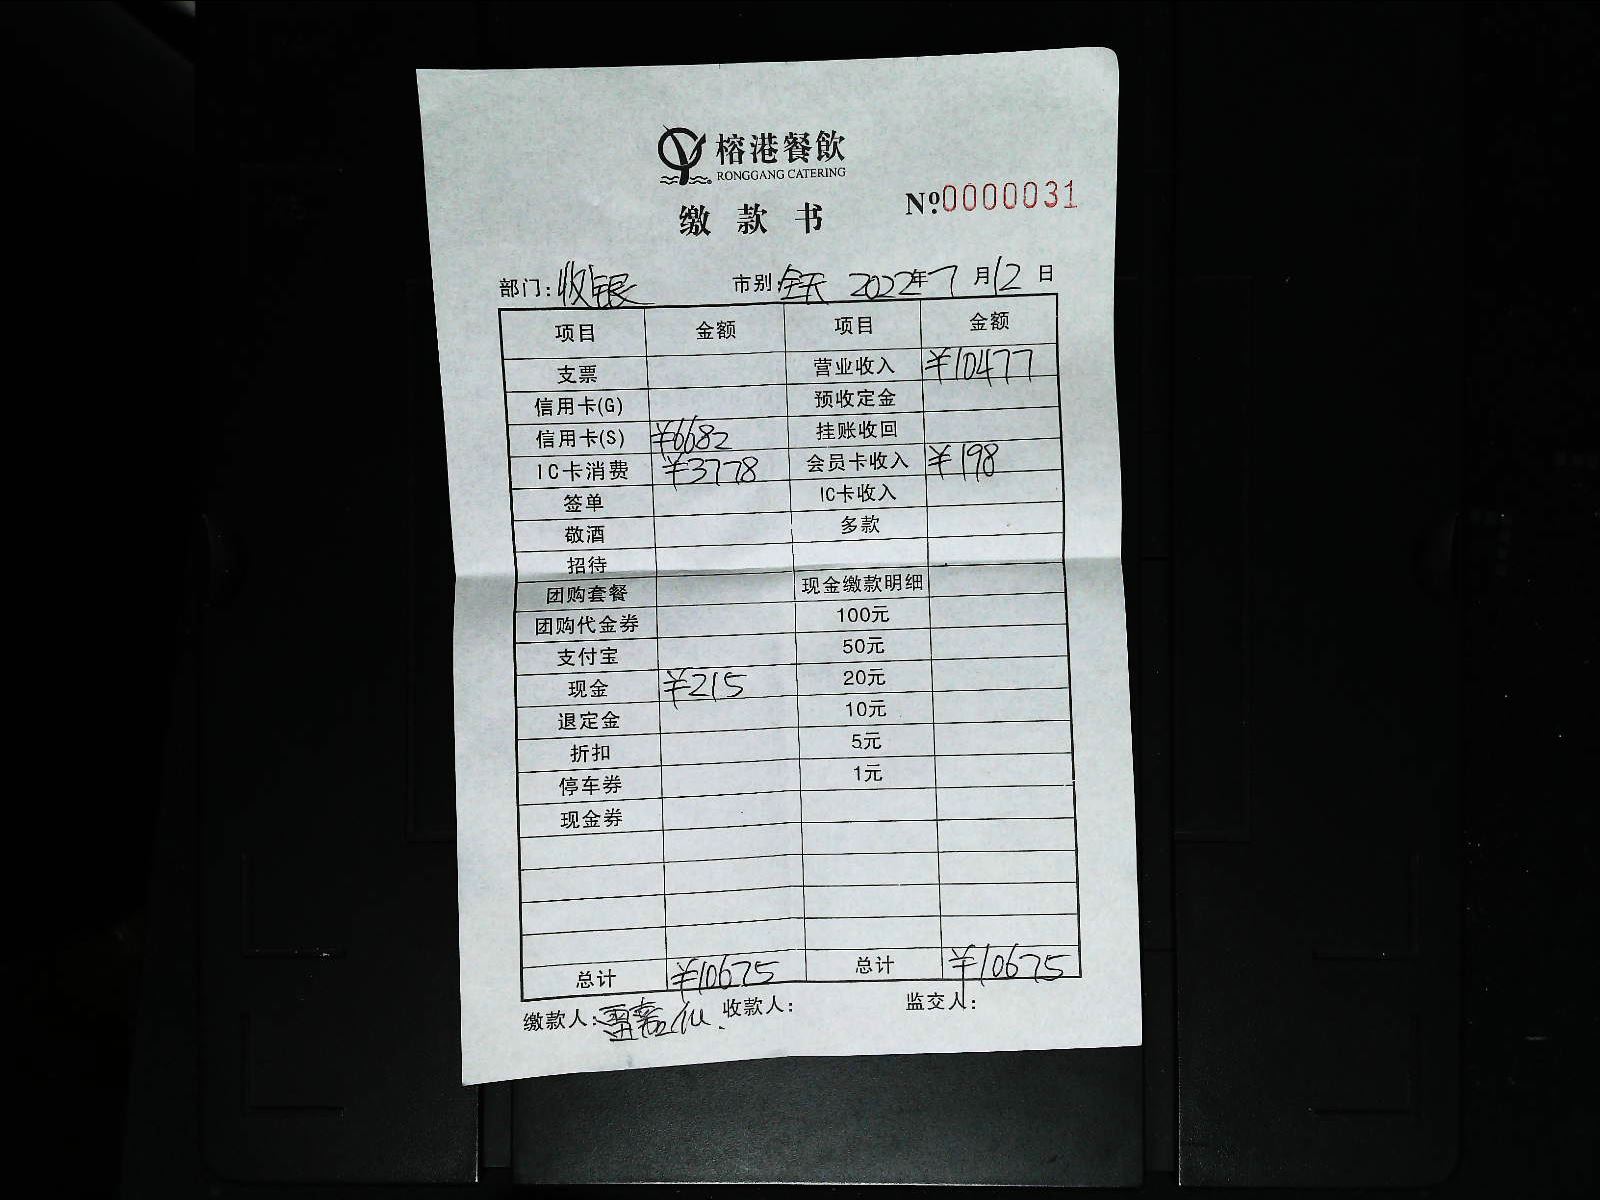 榕港餐飲
RONGGANG CATERING
№0000031
缴款书
部门:收银 市别:全天 2022年7月12日
项目 金额 项目 金额
支票 营业收入 ¥10477
信用卡(G) 预收定金
信用卡(S) ¥6682 挂账收回
IC卡消费 ¥3778 会员卡收入 ¥198
签单 IC卡收入
敬酒 多款
招待
团购套餐 现金缴款明细
团购代金券 100元
支付宝 50元
现金 ¥215 20元
退定金 10元
折扣 5元
停车券 1元
现金券
总计 ¥10675 总计 ¥10675
缴款人: 收款人: 监交人: